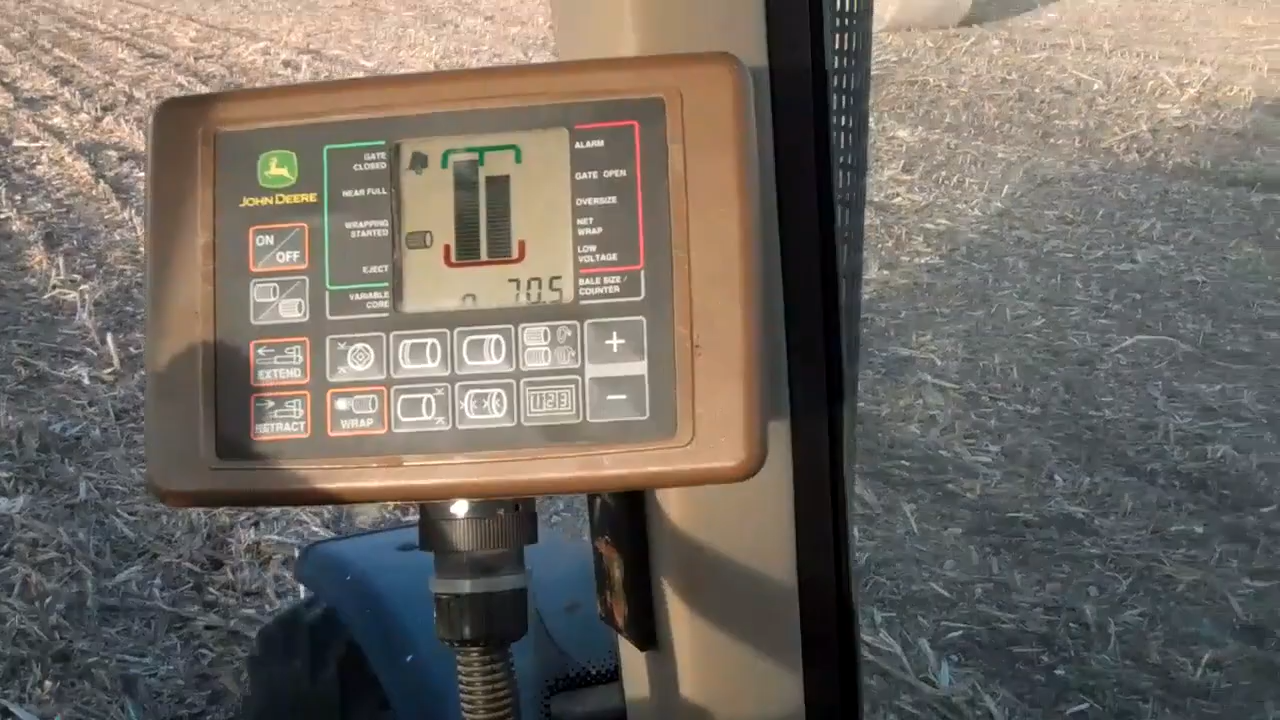 JOHN DEERE
ON
OFF
EXTEND
RETRACT
GATE
CLOSED
NEAR FULL
WRAPPING
STARTED
EJECT
VARIABLE
CORE
0 70.5
ALARM
GATE OPEN
OVERSIZE
NET
WRAP
LOW
VOLTAGE
BALE SIZE /
COUNTER
WRAP
123
+
−